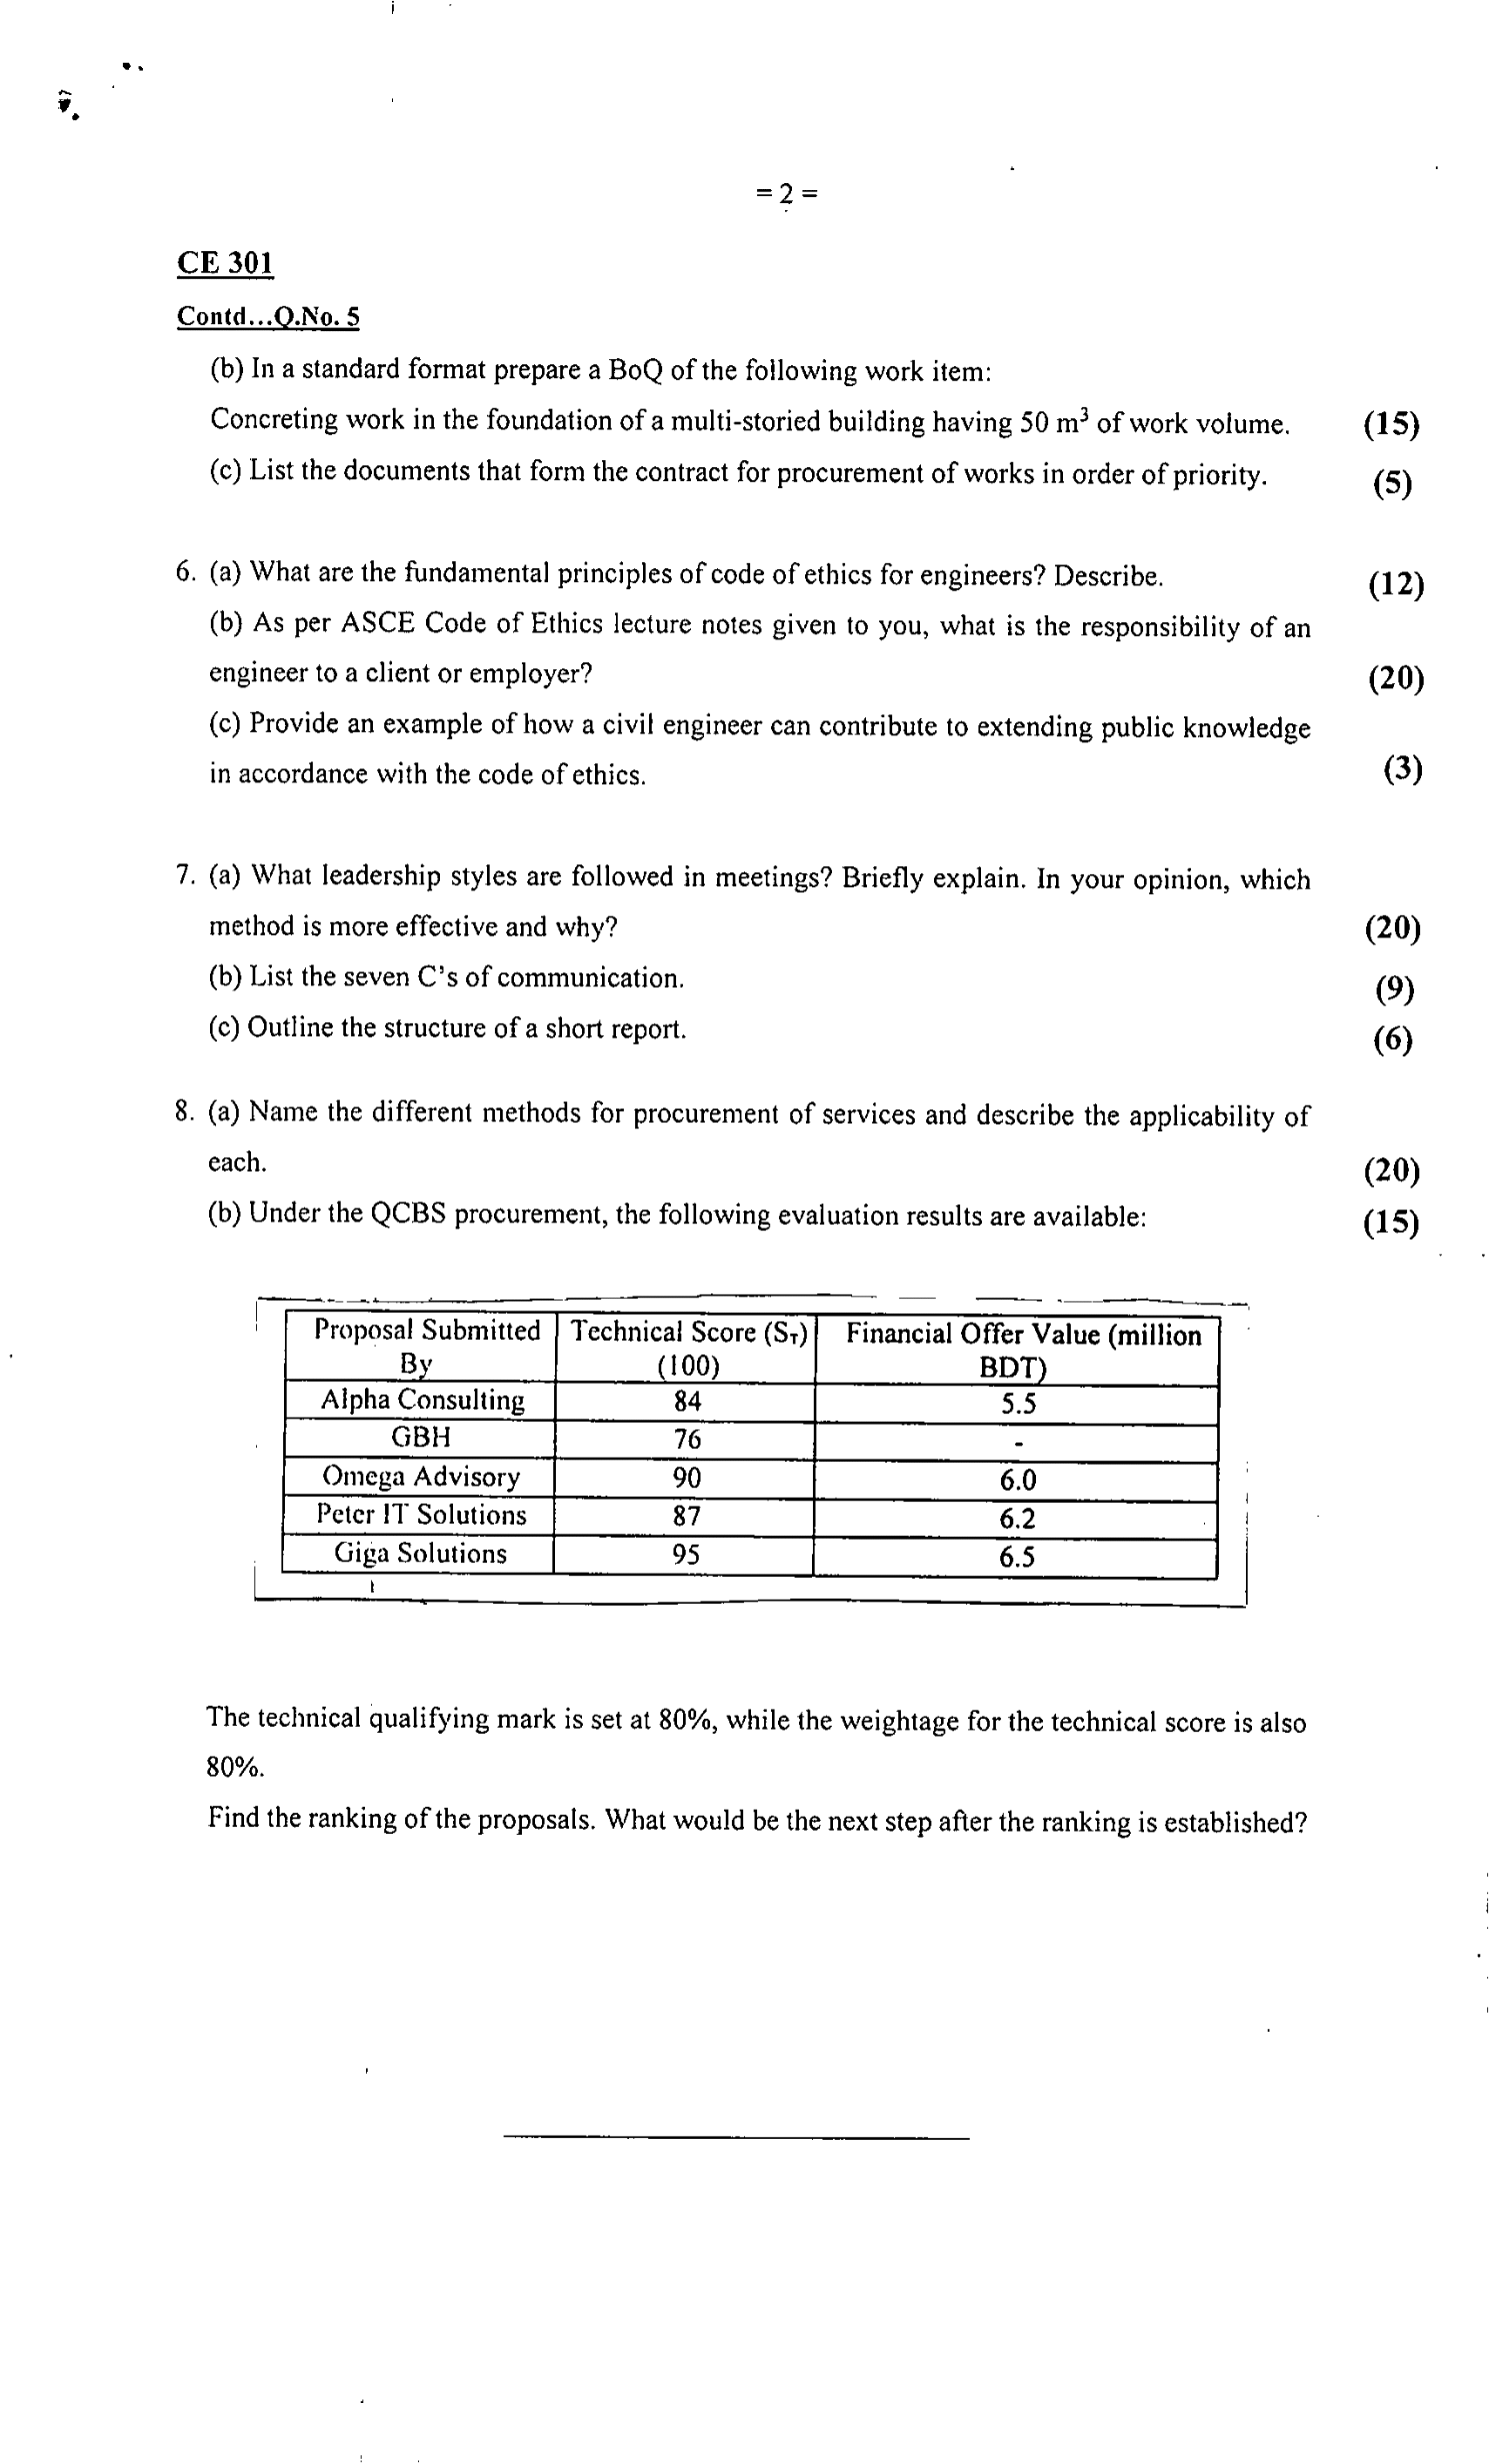 = 2 =
CE 301
Contd...Q.No. 5
(b) In a standard format prepare a BoQ of the following work item:
Concreting work in the foundation of a multi-storied building having 50 m³ of work volume. (15)
(c) List the documents that form the contract for procurement of works in order of priority. (5)
6. (a) What are the fundamental principles of code of ethics for engineers? Describe. (12)
(b) As per ASCE Code of Ethics lecture notes given to you, what is the responsibility of an
engineer to a client or employer? (20)
(c) Provide an example of how a civil engineer can contribute to extending public knowledge
in accordance with the code of ethics. (3)
7. (a) What leadership styles are followed in meetings? Briefly explain. In your opinion, which
method is more effective and why? (20)
(b) List the seven C's of communication. (9)
(c) Outline the structure of a short report. (6)
8. (a) Name the different methods for procurement of services and describe the applicability of
each. (20)
(b) Under the QCBS procurement, the following evaluation results are available: (15)
Proposal Submitted Technical Score (S_T) Financial Offer Value (million
By (100) BDT)
Alpha Consulting 84 5.5
GBH 76 -
Omega Advisory 90 6.0
Peter IT Solutions 87 6.2
Giga Solutions 95 6.5
The technical qualifying mark is set at 80%, while the weightage for the technical score is also
80%.
Find the ranking of the proposals. What would be the next step after the ranking is established?